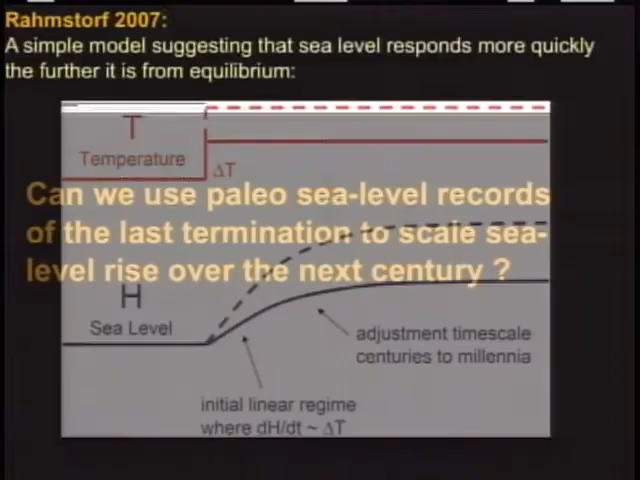 Rahmstorf 2007:
A simple model suggesting that sea level responds more quickly
the further it is from equilibrium:
T
Temperature
ΔT
Can we use paleo sea-level records
of the last termination to scale sea-
level rise over the next century ?
H
Sea Level
adjustment timescale
centuries to millennia
initial linear regime
where dH/dt ~ ΔT